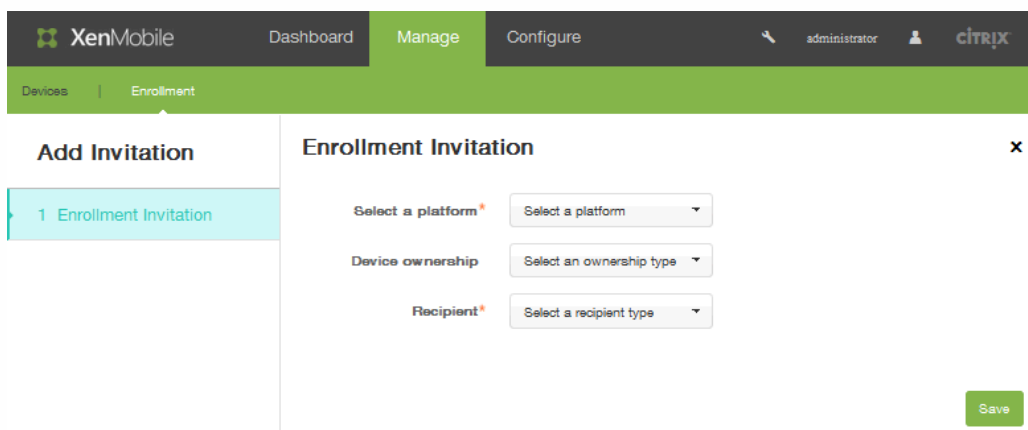 XenMobile Dashboard Manage Configure administrator CITRIX
Devices | Enrollment
Add Invitation
1 Enrollment Invitation
Enrollment Invitation x
Select a platform* Select a platform
Device ownership Select an ownership type
Recipient* Select a recipient type
Save